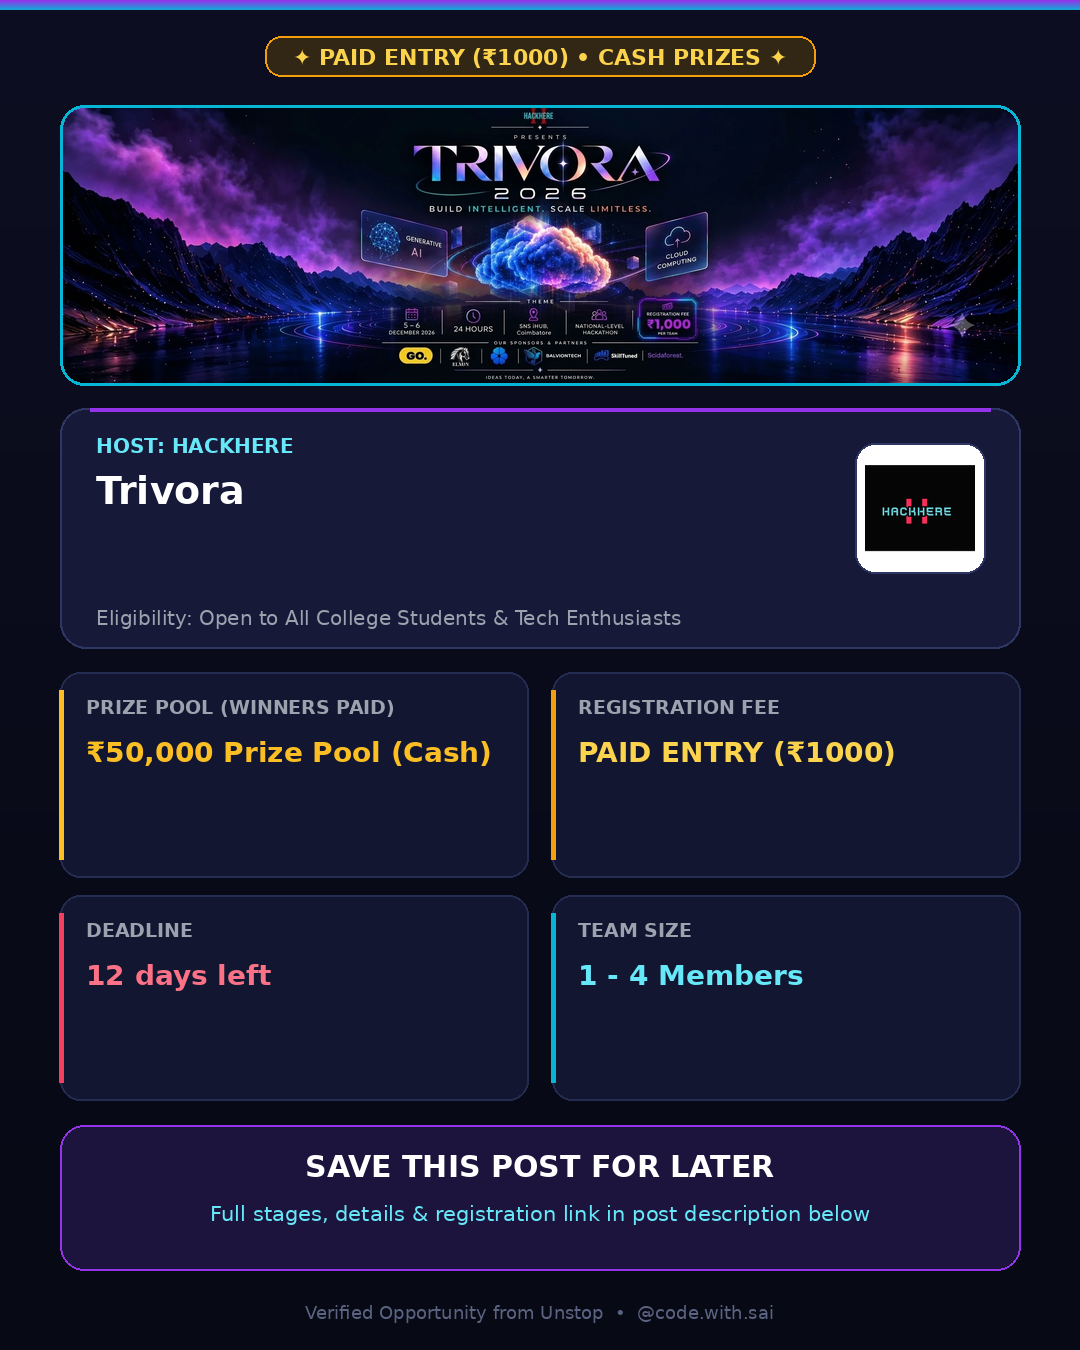 ✦ PAID ENTRY (₹1000) • CASH PRIZES ✦
HACKHERE
PRESENTS
TRIVORA
2026
BUILD INTELLIGENT. SCALE LIMITLESS.
GENERATIVE
AI
CLOUD
COMPUTING
THEME
5 – 6
DECEMBER 2026
24 HOURS
SNS iHUB,
Coimbatore
NATIONAL-LEVEL
HACKATHON
REGISTRATION FEE
₹1,000
PER TEAM
OUR SPONSORS & PARTNERS
GO.
BALVIONTECH
SkillTuned
Scidaforest.
IDEAS TODAY, A SMARTER TOMORROW.
HOST: HACKHERE
Trivora
HACKHERE
Eligibility: Open to All College Students & Tech Enthusiasts
PRIZE POOL (WINNERS PAID)
₹50,000 Prize Pool (Cash)
REGISTRATION FEE
PAID ENTRY (₹1000)
DEADLINE
12 days left
TEAM SIZE
1 - 4 Members
SAVE THIS POST FOR LATER
Full stages, details & registration link in post description below
Verified Opportunity from Unstop • @code.with.sai